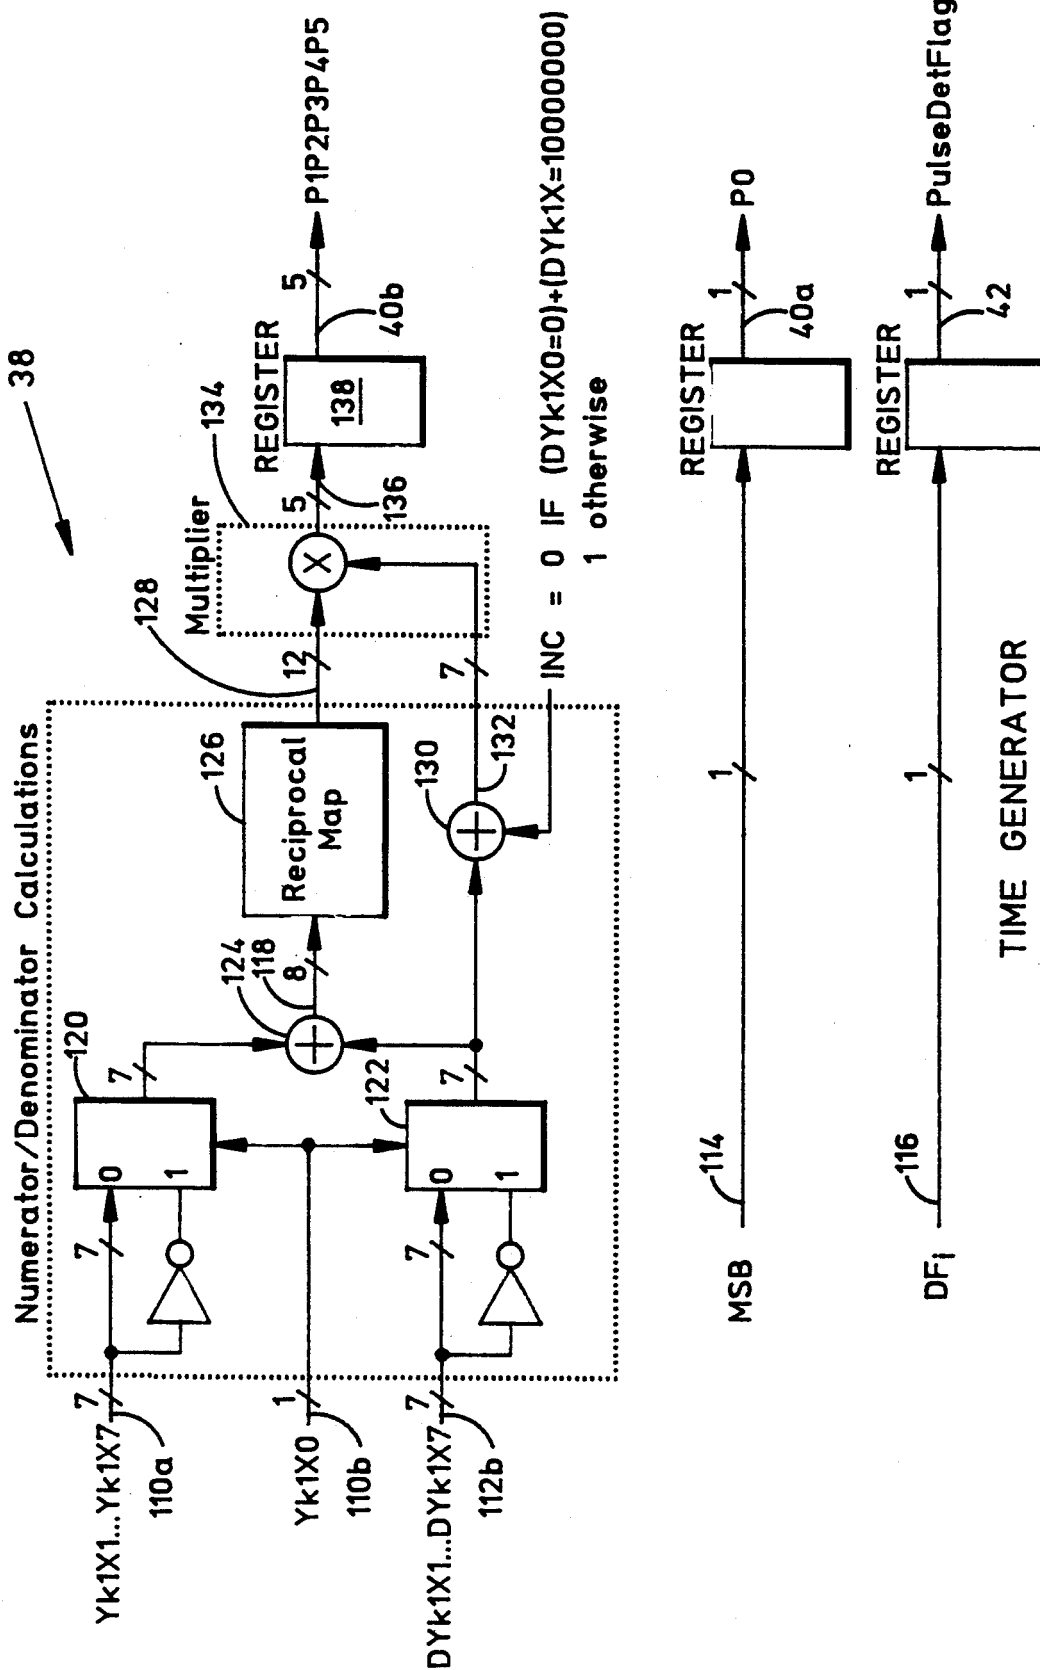 38
Numerator/Denominator Calculations
Yk1X1...Yk1X7
7
110a
7
0
1
120
7
Yk1X0
1
110b
124
118
8
126
Reciprocal
Map
128
12
Multiplier
134
X
5
136
REGISTER
138
5
40b
P1P2P3P4P5
DYk1X1...DYk1X7
7
112b
7
0
1
122
7
130
132
7
INC = 0 IF (DYk1X0=0)+(DYk1X=10000000)
1 otherwise
MSB
114
1
REGISTER
1
40a
P0
DFi
116
1
REGISTER
1
42
PulseDetFlag
TIME GENERATOR